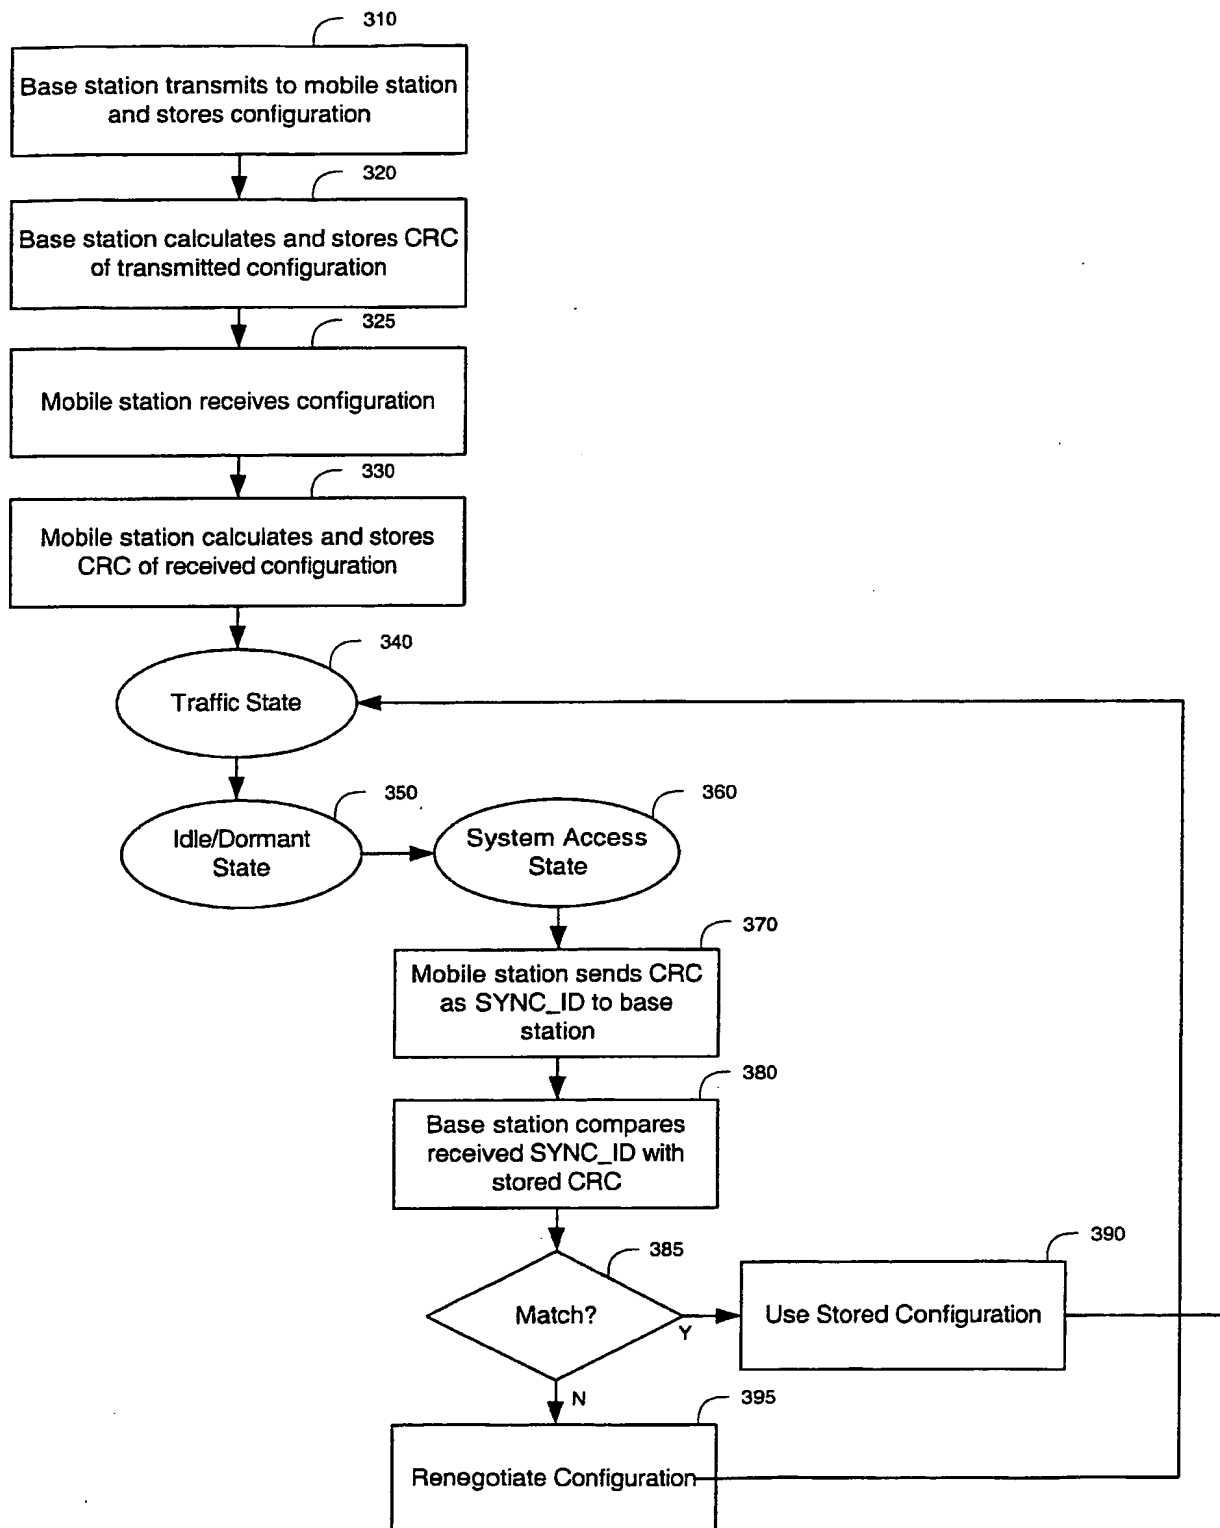 310
Base station transmits to mobile station
and stores configuration
320
Base station calculates and stores CRC
of transmitted configuration
325
Mobile station receives configuration
330
Mobile station calculates and stores
CRC of received configuration
340
Traffic State
350
Idle/Dormant
State
360
System Access
State
370
Mobile station sends CRC
as SYNC_ID to base
station
380
Base station compares
received SYNC_ID with
stored CRC
385
Match?
Y
N
390
Use Stored Configuration
395
Renegotiate Configuration